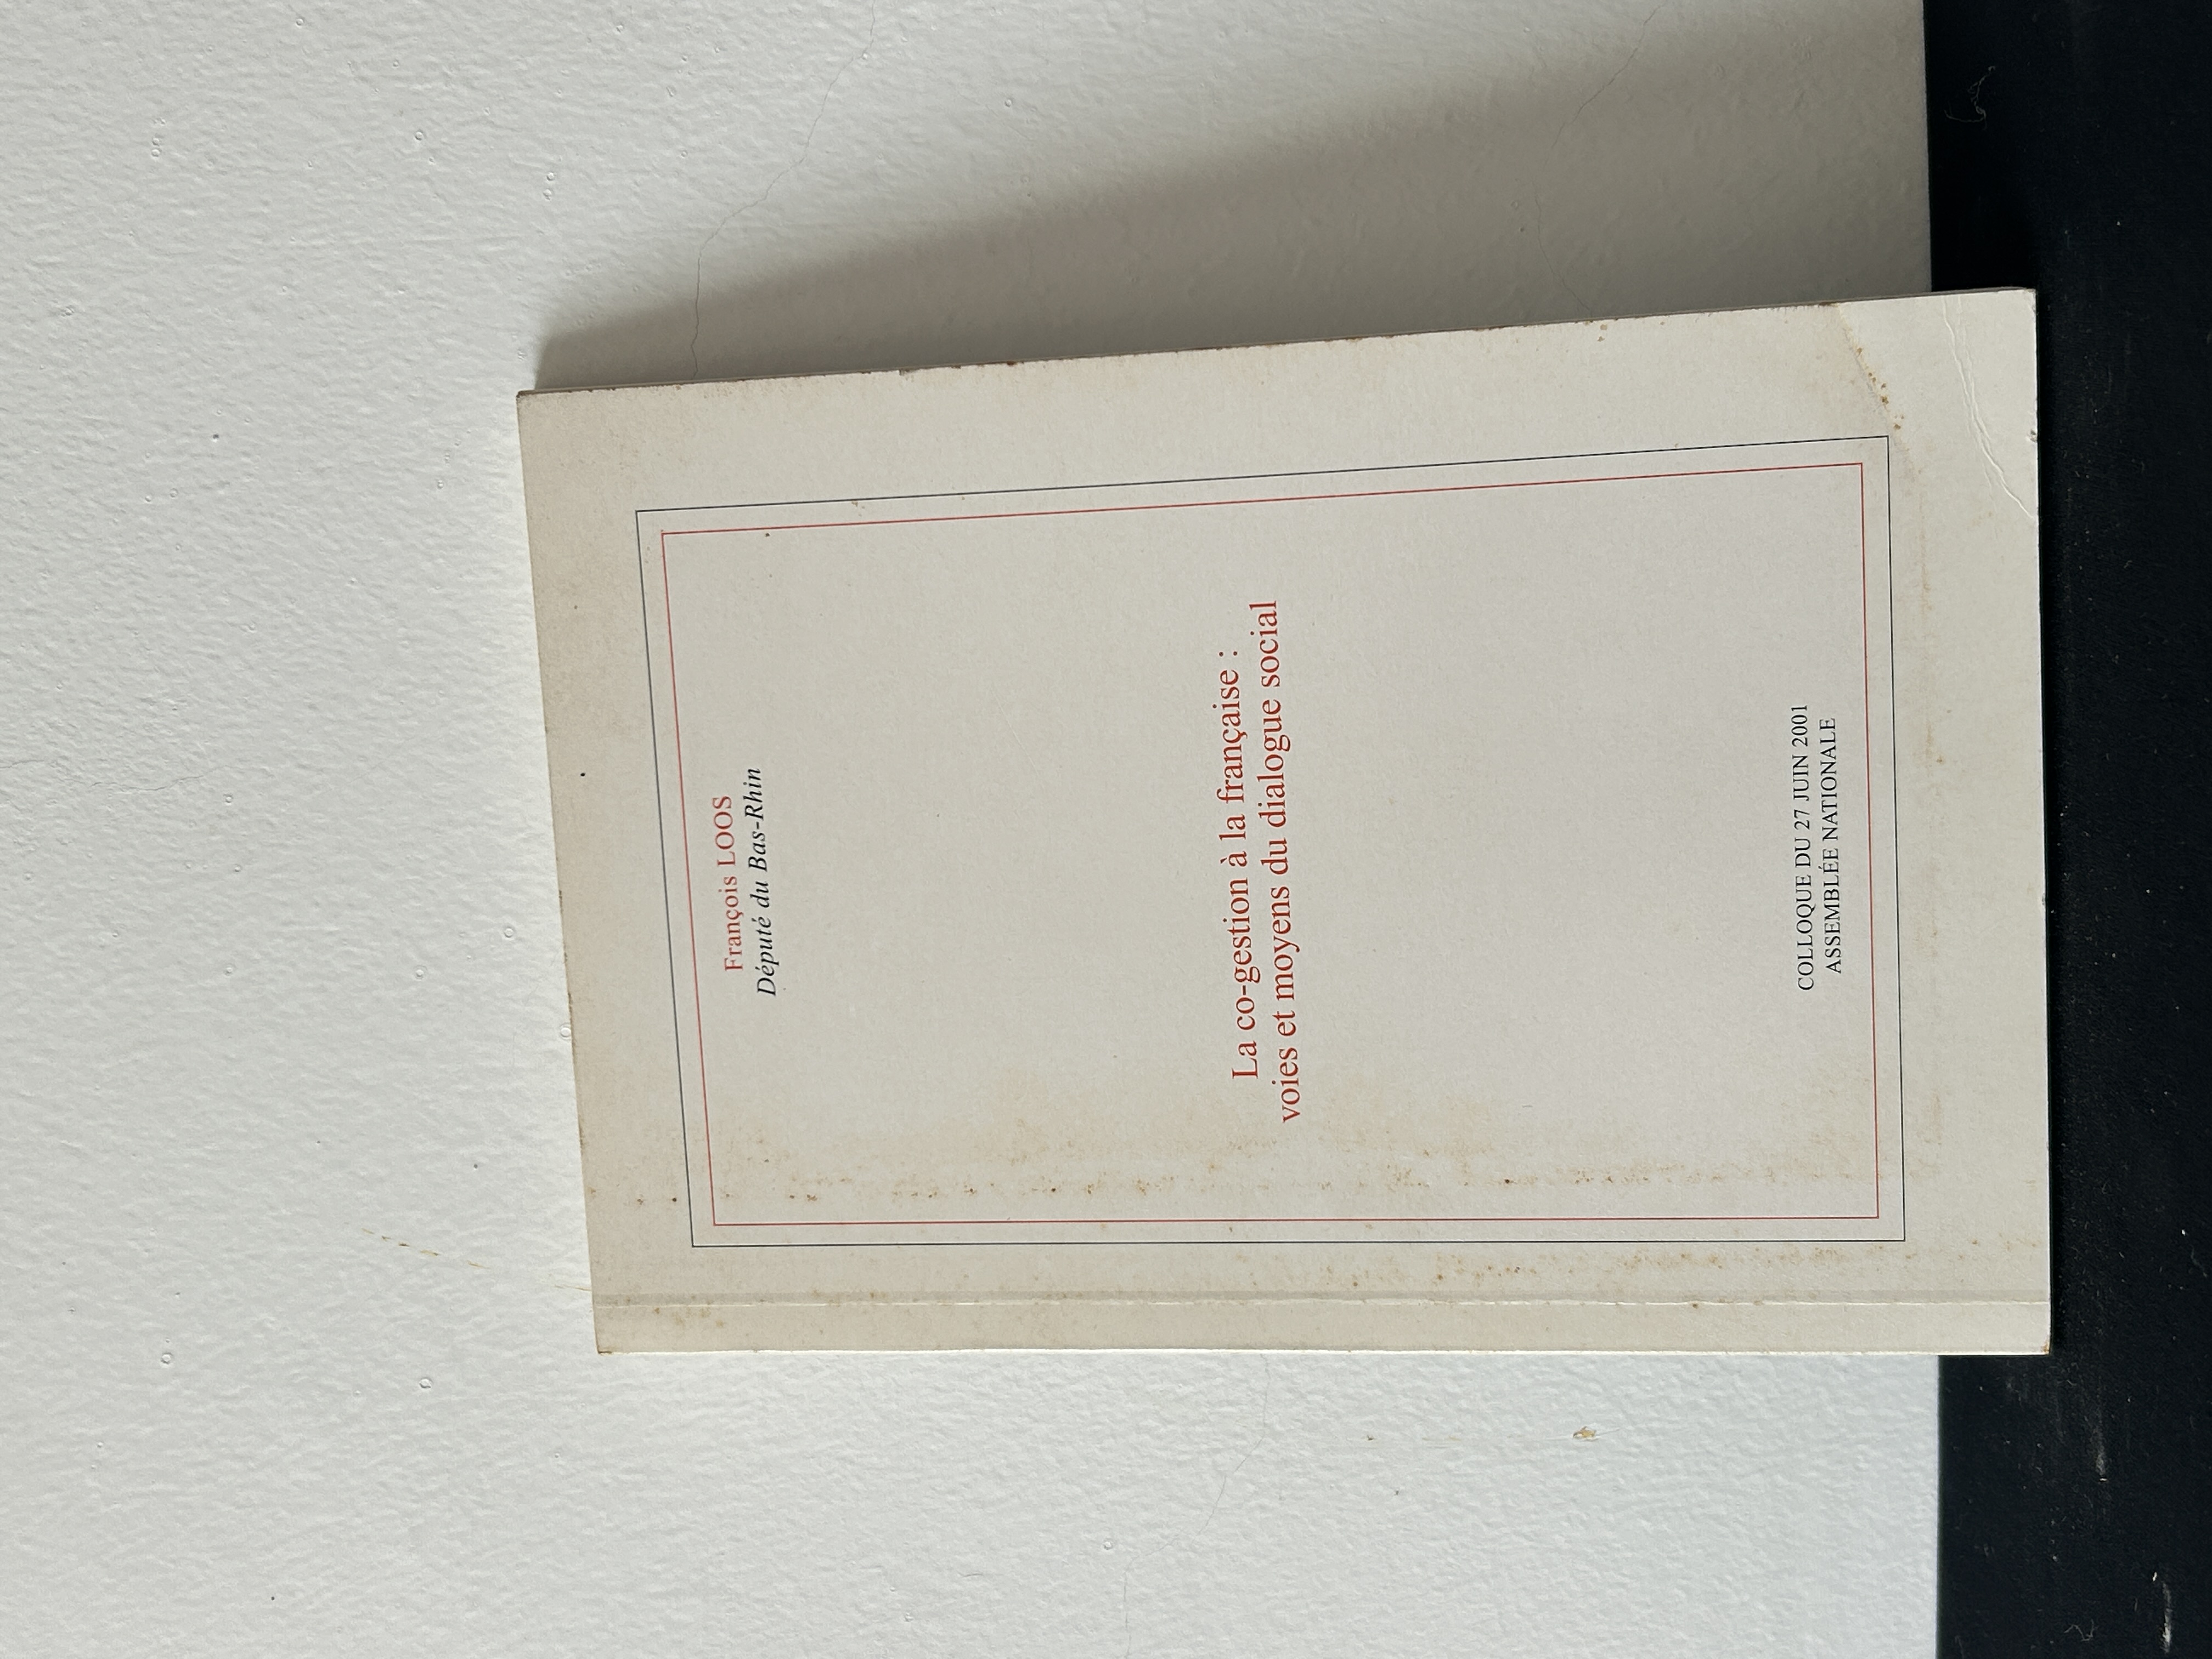 François LOOS
Député du Bas-Rhin
La co-gestion à la française :
voies et moyens du dialogue social
COLLOQUE DU 27 JUIN 2001
ASSEMBLÉE NATIONALE